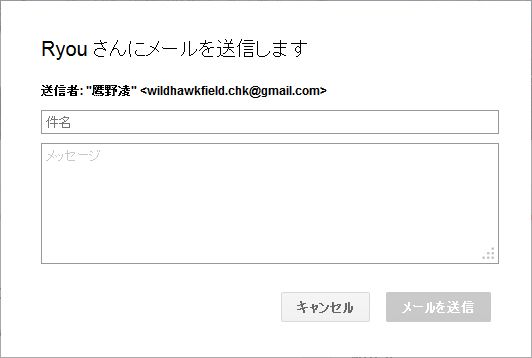 Ryou さんにメールを送信します
送信者: "鷹野凌" <wildhawkfield.chk@gmail.com>
件名
メッセージ
キャンセル メールを送信